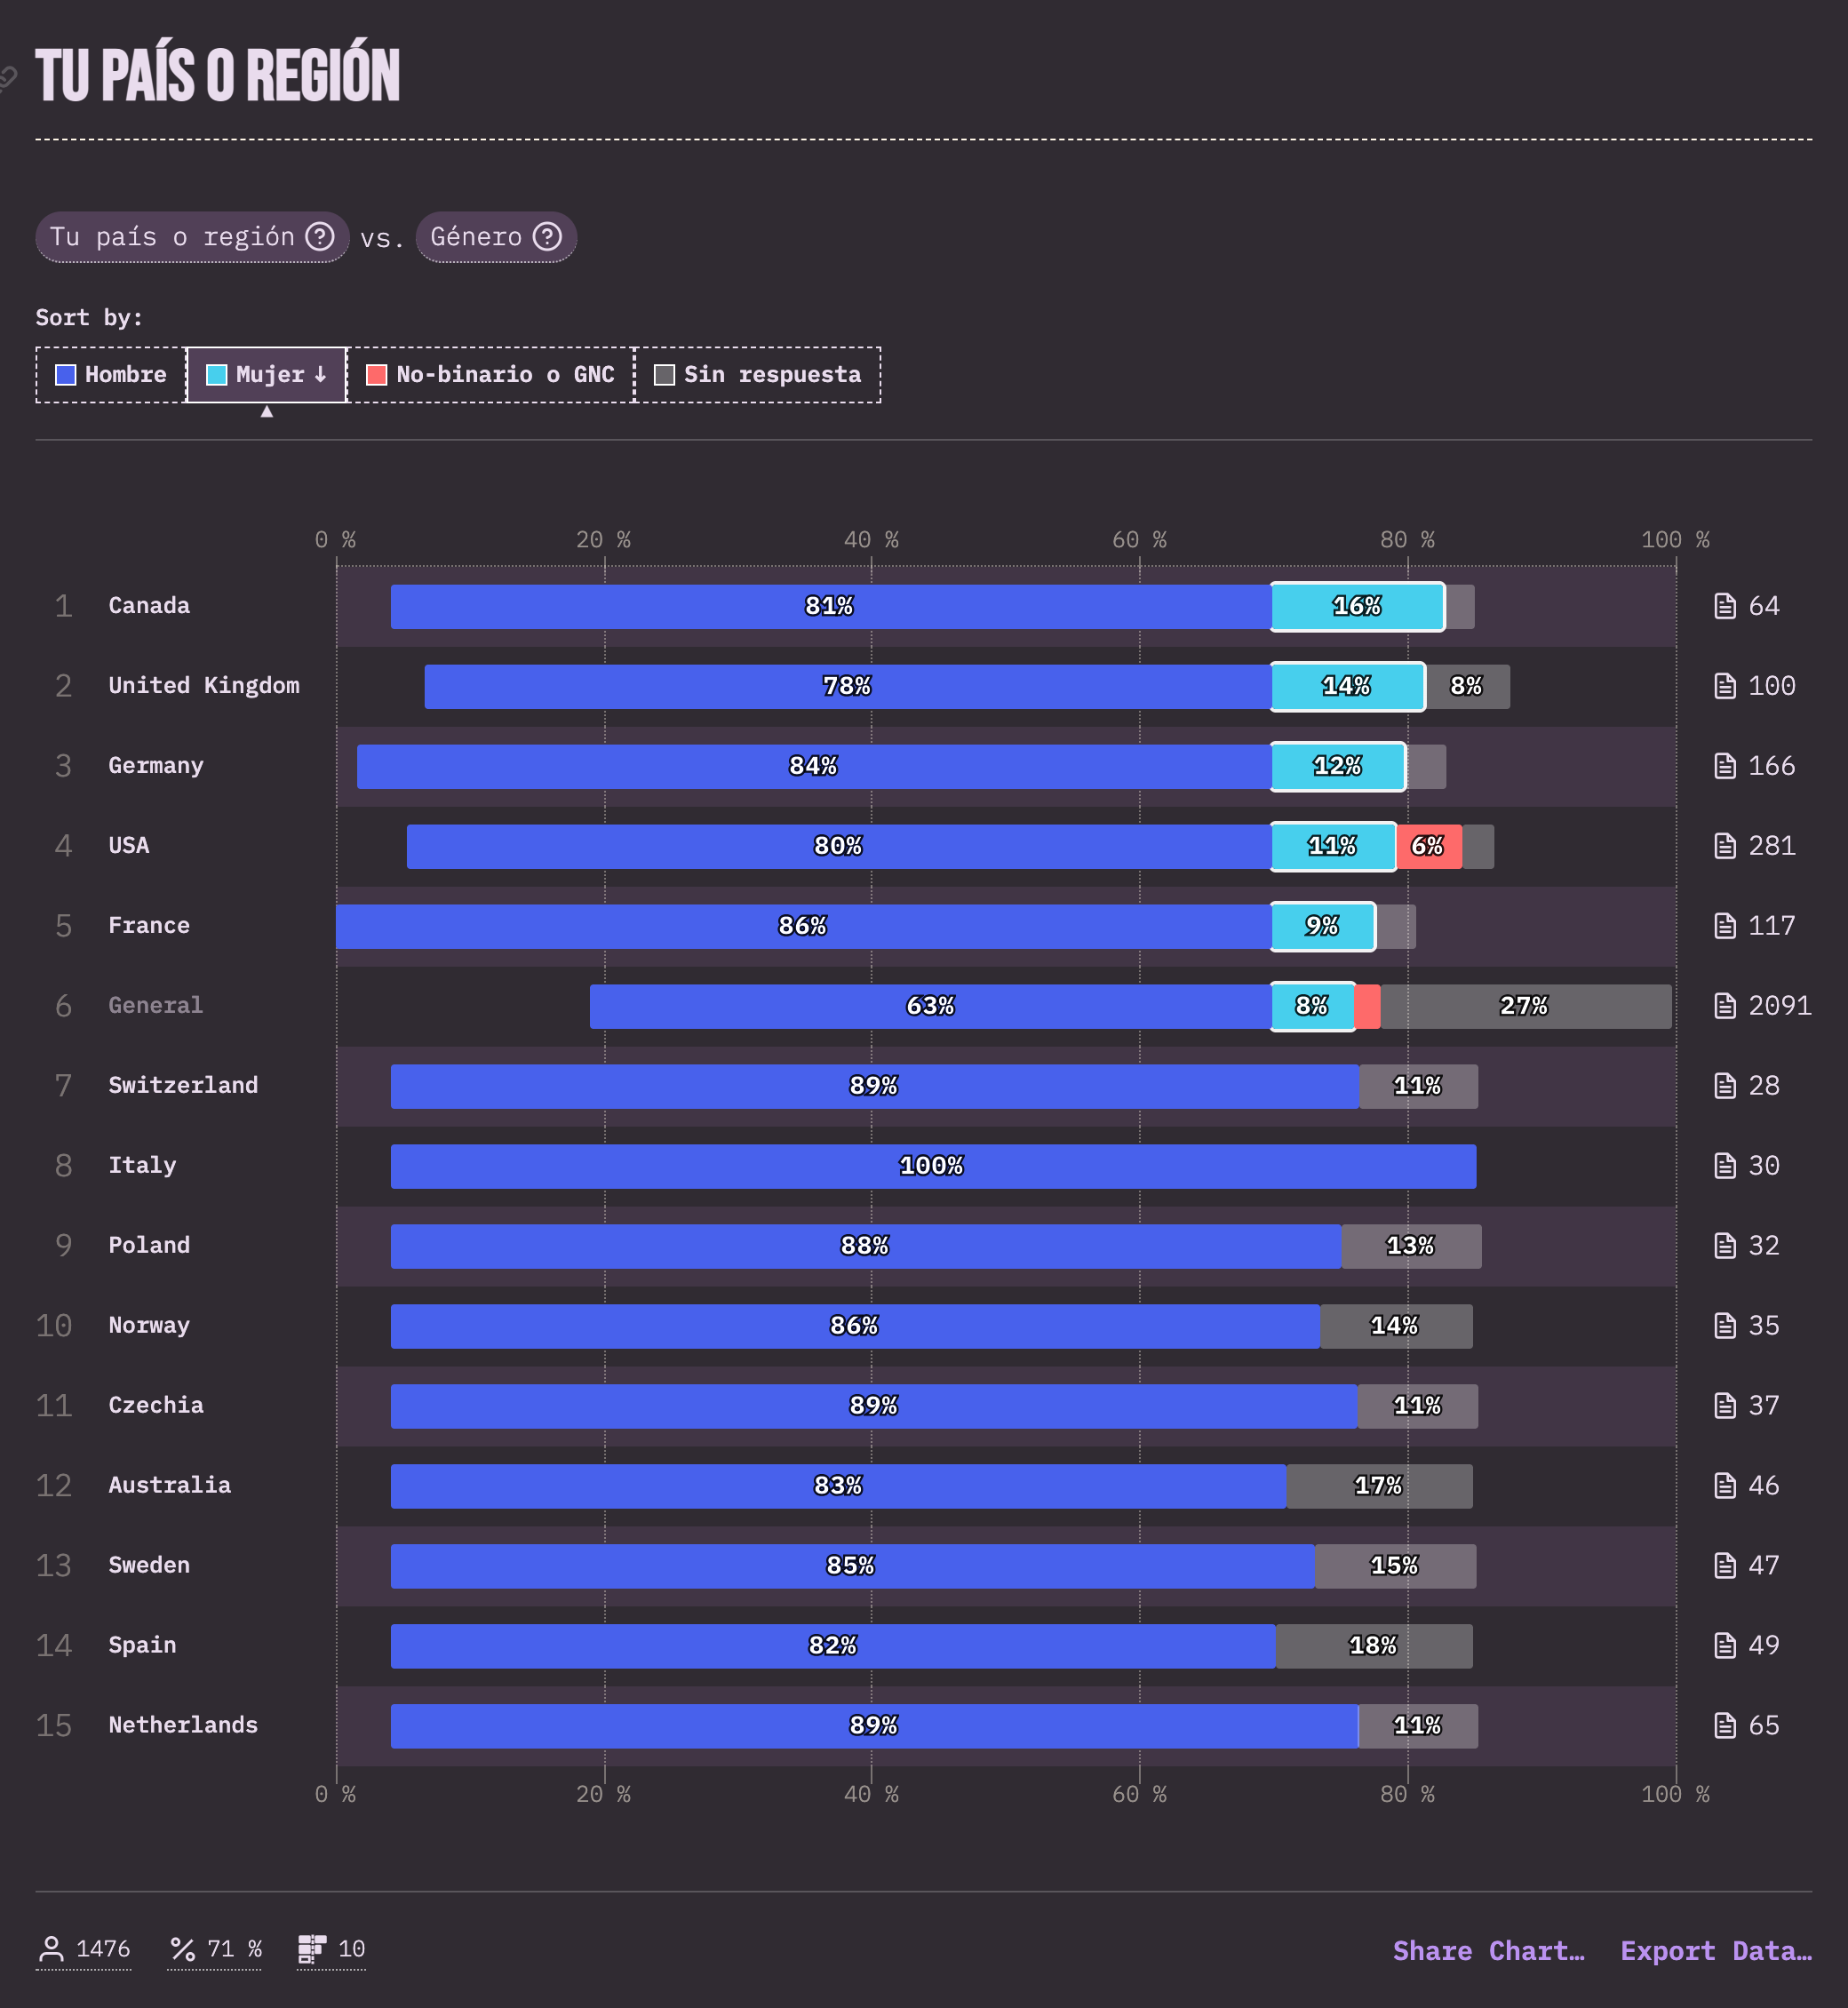 TU PAÍS O REGIÓN
Tu país o región vs. Género
Sort by:
Hombre Mujer ↓ No-binario o GNC Sin respuesta
0 % 20 % 40 % 60 % 80 % 100 %
1 Canada 81% 16% 64
2 United Kingdom 78% 14% 8% 100
3 Germany 84% 12% 166
4 USA 80% 11% 6% 281
5 France 86% 9% 117
6 General 63% 8% 27% 2091
7 Switzerland 89% 11% 28
8 Italy 100% 30
9 Poland 88% 13% 32
10 Norway 86% 14% 35
11 Czechia 89% 11% 37
12 Australia 83% 17% 46
13 Sweden 85% 15% 47
14 Spain 82% 18% 49
15 Netherlands 89% 11% 65
0 % 20 % 40 % 60 % 80 % 100 %
1476 % 71 % 10 Share Chart… Export Data…